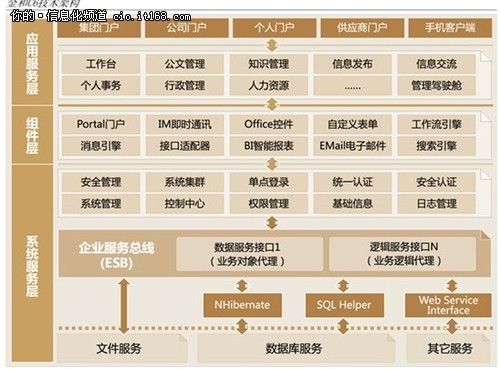 金和C6技术架构
你的·信息化频道 cio.it168.com
集团门户 公司门户 个人门户 供应商门户 手机客户端
应用服务层
工作台 公文管理 知识管理 信息发布 信息交流
个人事务 行政管理 人力资源 …… 管理驾驶舱
组件层
Portal门户 IM即时通讯 Office控件 自定义表单 工作流引擎
消息引擎 接口适配器 BI智能报表 EMail电子邮件 搜索引擎
系统服务层
安全管理 系统集群 单点登录 统一认证 安全认证
系统管理 控制中心 权限管理 基础信息 日志管理
企业服务总线 数据服务接口1 逻辑服务接口N
(ESB) (业务对象代理) (业务逻辑代理)
NHibernate SQL Helper Web Service
Interface
文件服务 数据库服务 其它服务